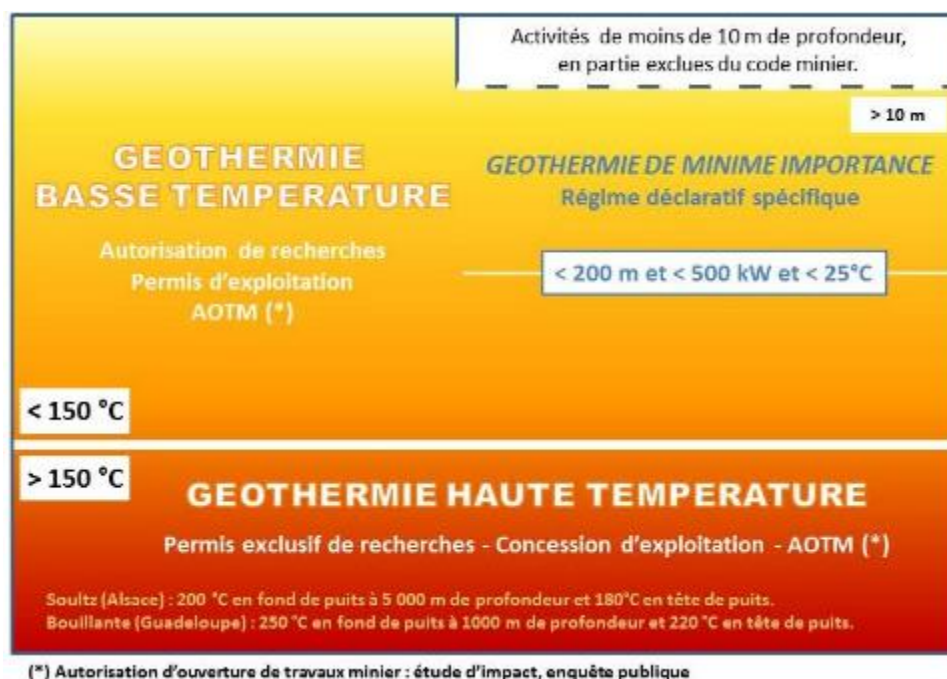 Activités de moins de 10 m de profondeur,
en partie exclues du code minier.
> 10 m
GEOTHERMIE
BASSE TEMPERATURE
Autorisation de recherches
Permis d'exploitation
AOTM (*)
GEOTHERMIE DE MINIME IMPORTANCE
Régime déclaratif spécifique
< 200 m et < 500 kW et < 25°C
< 150 °C
> 150 °C
GEOTHERMIE HAUTE TEMPERATURE
Permis exclusif de recherches - Concession d'exploitation - AOTM (*)
Soultz (Alsace) : 200 °C en fond de puits à 5 000 m de profondeur et 180°C en tête de puits.
Bouillante (Guadeloupe) : 250 °C en fond de puits à 1000 m de profondeur et 220 °C en tête de puits.
(*) Autorisation d'ouverture de travaux minier : étude d'impact, enquête publique